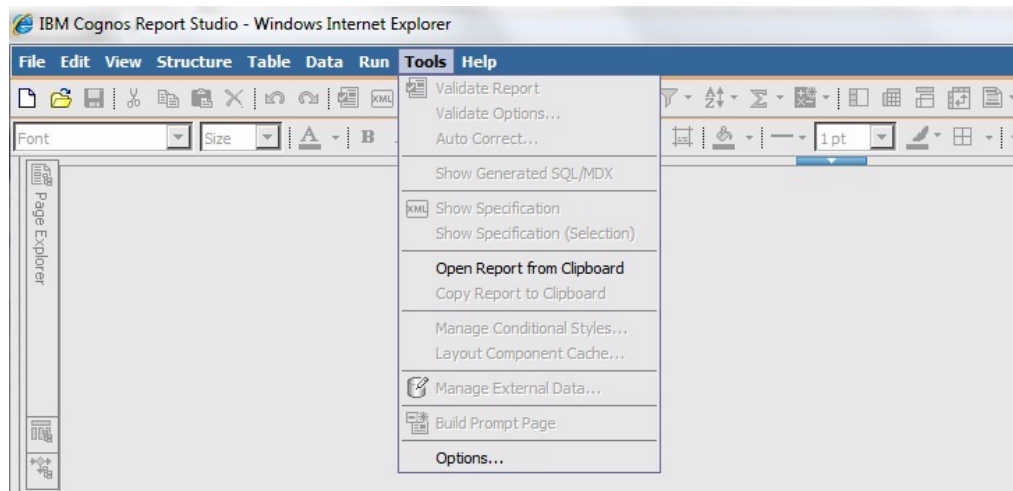 IBM Cognos Report Studio - Windows Internet Explorer
File Edit View Structure Table Data Run Tools Help
XML
Font Size A B 1 pt
Page Explorer
Validate Report
Validate Options...
Auto Correct...
Show Generated SQL/MDX
XML Show Specification
Show Specification (Selection)
Open Report from Clipboard
Copy Report to Clipboard
Manage Conditional Styles...
Layout Component Cache...
Manage External Data...
Build Prompt Page
Options...